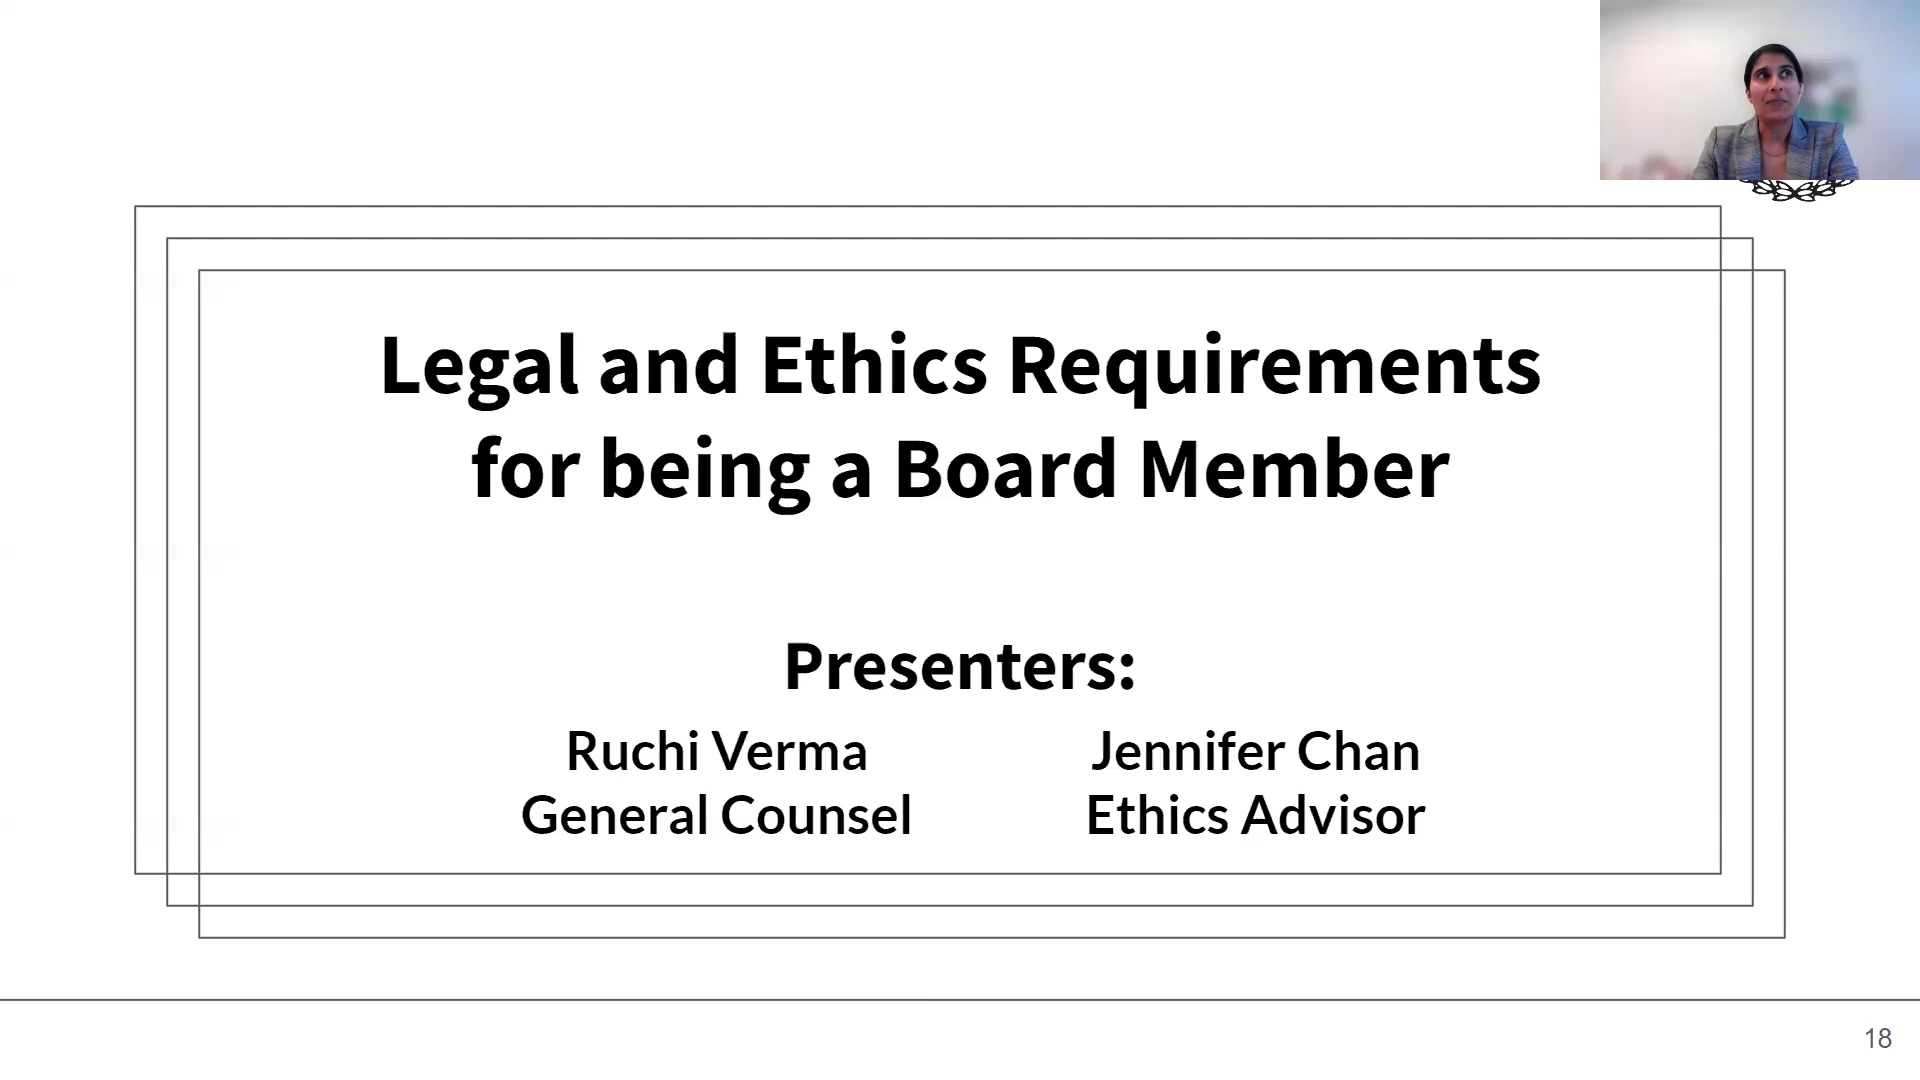 Legal and Ethics Requirements
for being a Board Member
Presenters:
Ruchi Verma
General Counsel
Jennifer Chan
Ethics Advisor
18